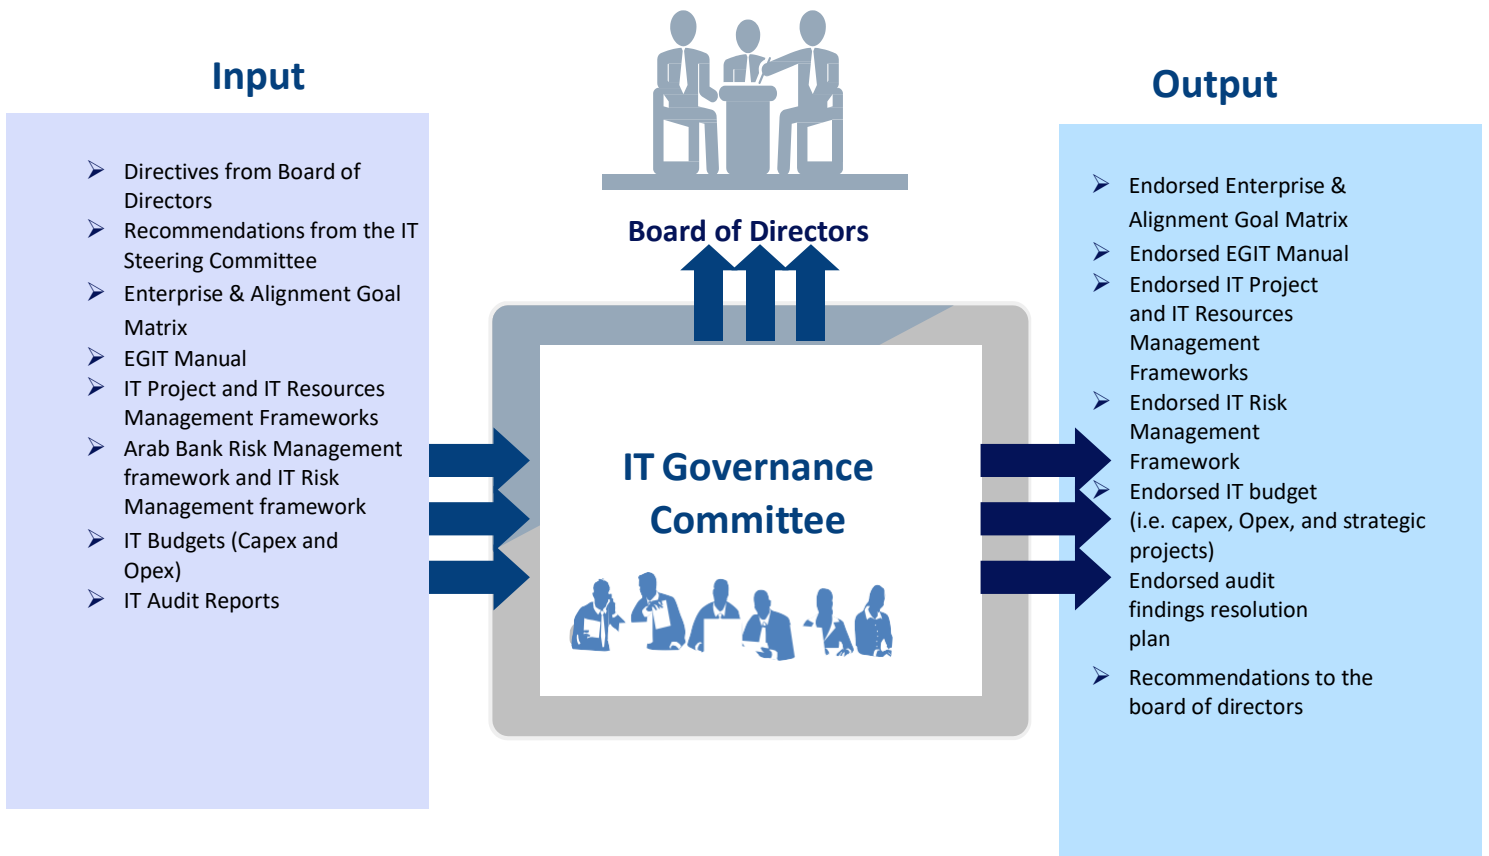 Input
➢ Directives from Board of
Directors
➢ Recommendations from the IT
Steering Committee
➢ Enterprise & Alignment Goal
Matrix
➢ EGIT Manual
➢ IT Project and IT Resources
Management Frameworks
➢ Arab Bank Risk Management
framework and IT Risk
Management framework
➢ IT Budgets (Capex and
Opex)
➢ IT Audit Reports
Board of Directors
IT Governance
Committee
Output
➢ Endorsed Enterprise &
Alignment Goal Matrix
➢ Endorsed EGIT Manual
➢ Endorsed IT Project
and IT Resources
Management
Frameworks
➢ Endorsed IT Risk
Management
Framework
➢ Endorsed IT budget
(i.e. capex, Opex, and strategic
projects)
Endorsed audit
findings resolution
plan
➢ Recommendations to the
board of directors